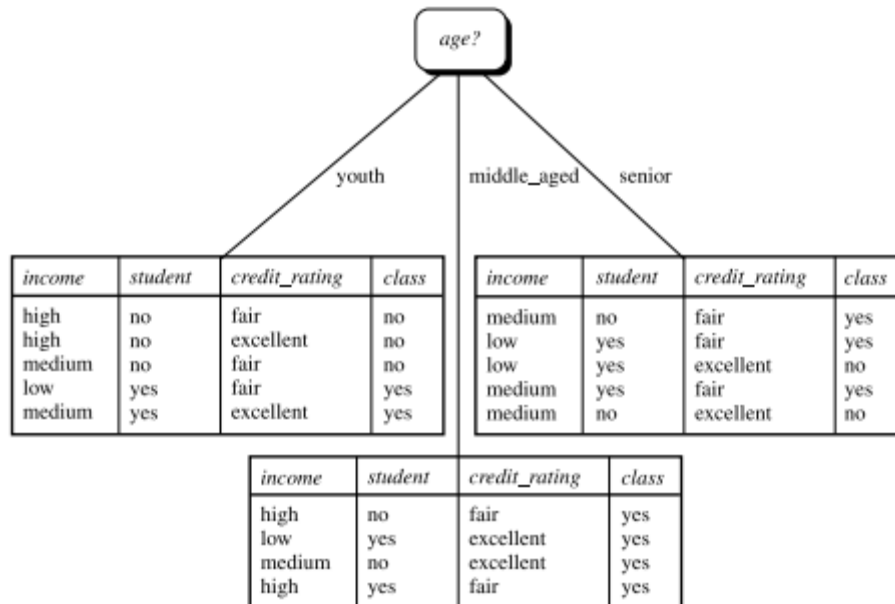 age?
youth
middle_aged
senior
income student credit_rating class
high no fair no
high no excellent no
medium no fair no
low yes fair yes
medium yes excellent yes
income student credit_rating class
medium no fair yes
low yes fair yes
low yes excellent no
medium yes fair yes
medium no excellent no
income student credit_rating class
high no fair yes
low yes excellent yes
medium no excellent yes
high yes fair yes